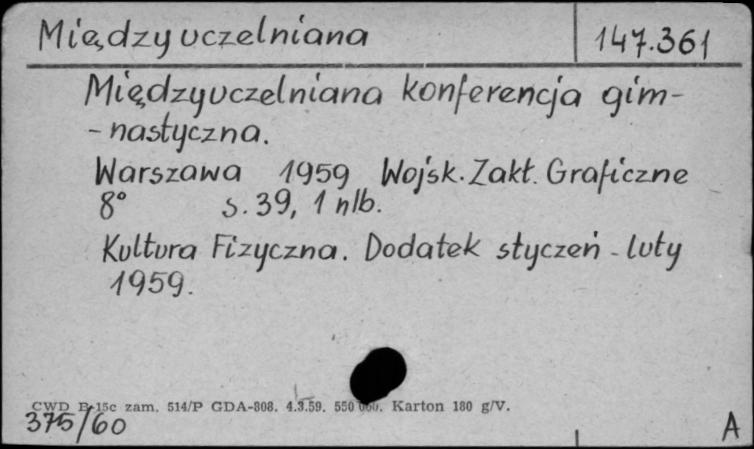 Międzyuczelniana 147.361
Międzyuczelniana konferencja gim-
-nastyczna.
Warszawa 1959 Wojsk. Zakł. Graficzne
8° s. 39, 1 nlb.
Kultura Fizyczna. Dodatek styczeń - luty
1959.
CWD B-15c zam. 514/P GDA-808. 4.3.59. 550 000. Karton 180 g/V.
375/60 A